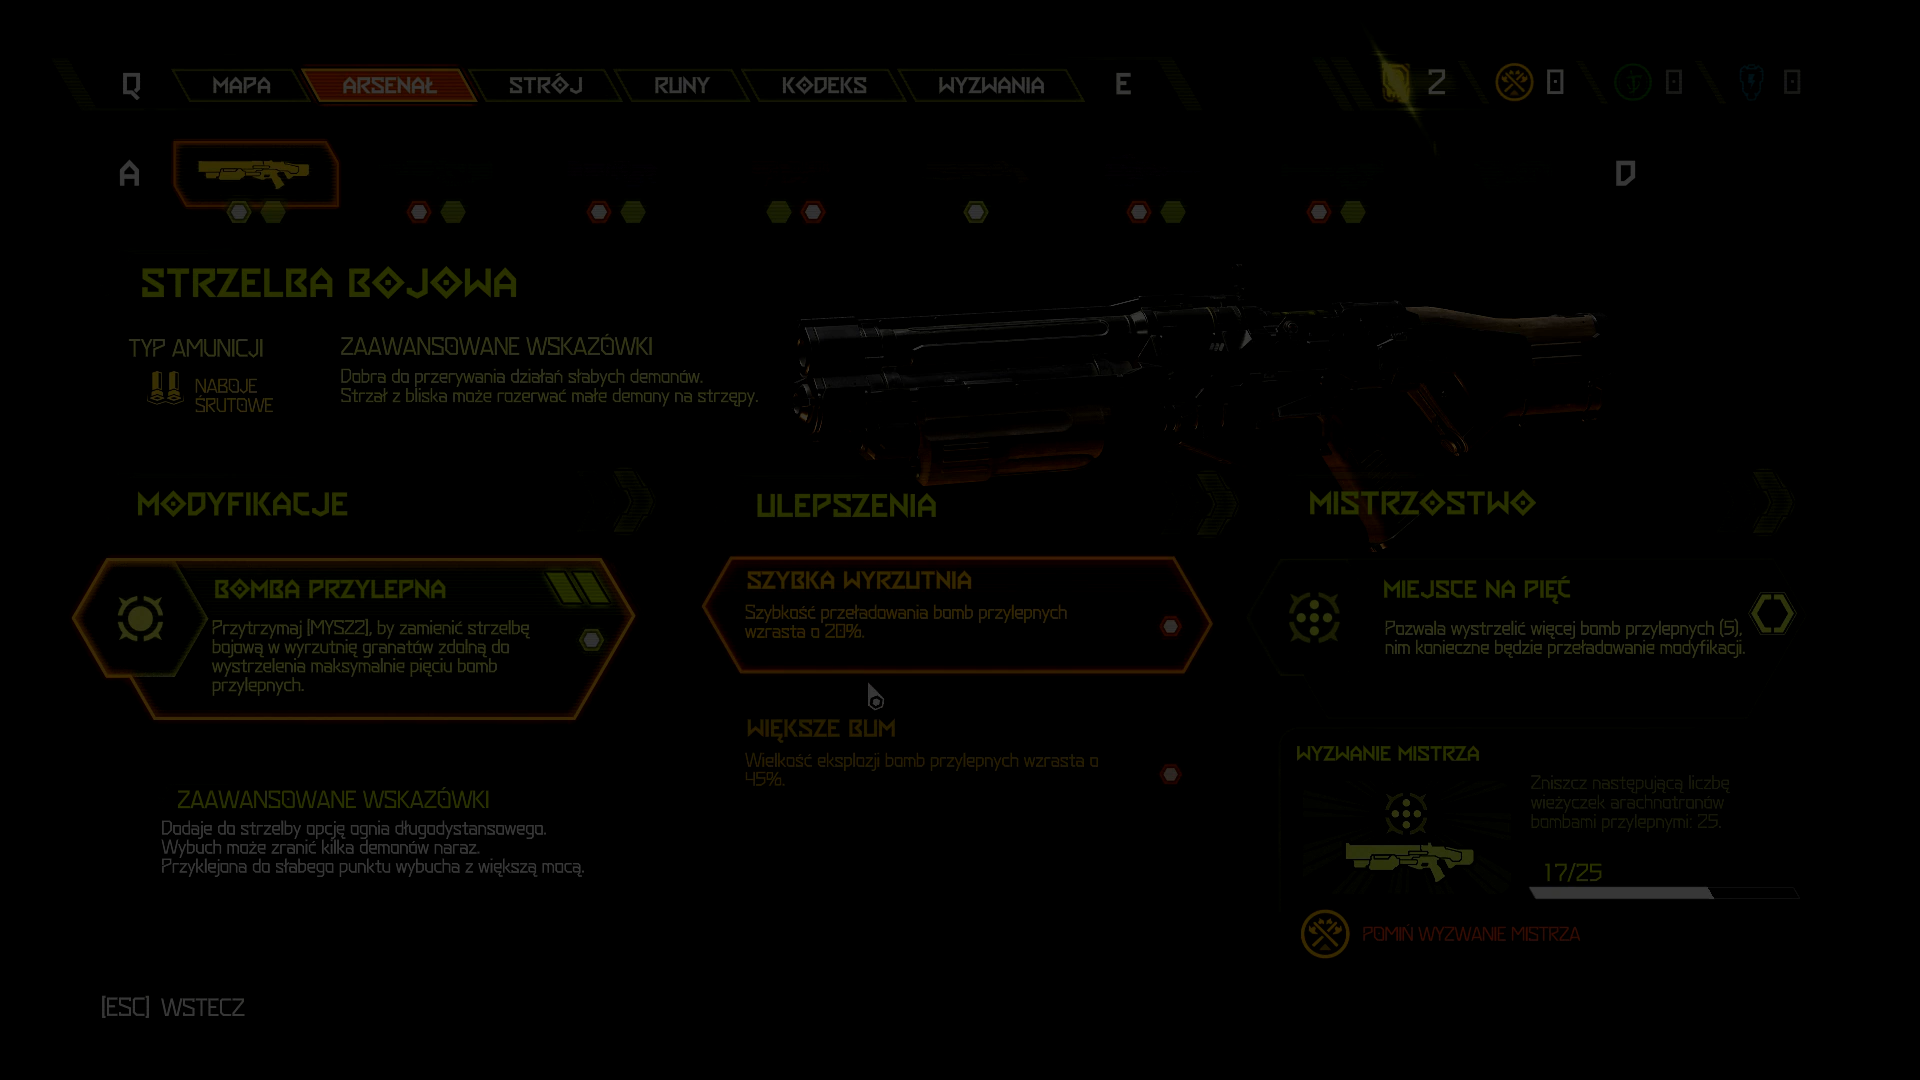 Q MAPA ARSENAŁ STRÓJ RUNY KODEKS WYZWANIA E 2 0 0 0
A D
STRZELBA BOJOWA
TYP AMUNICJI
NABOJE
ŚRUTOWE
ZAAWANSOWANE WSKAZÓWKI
Dobra do przerywania działań słabych demonów.
Strzał z bliska może rozerwać małe demony na strzępy.
MODYFIKACJE
BOMBA PRZYLEPNA
Przytrzymaj [MYSZ2], by zamienić strzelbę
bojową w wyrzutnię granatów zdolną do
wystrzelenia maksymalnie pięciu bomb
przylepnych.
ZAAWANSOWANE WSKAZÓWKI
Dodaje do strzelby opcję ognia długodystansowego.
Wybuch może zranić kilka demonów naraz.
Przyklejona do słabego punktu wybucha z większą mocą.
ULEPSZENIA
SZYBKA WYRZUTNIA
Szybkość przeładowania bomb przylepnych
wzrasta o 20%.
WIĘKSZE BUM
Wielkość eksplozji bomb przylepnych wzrasta o
45%.
MISTRZOSTWO
MIEJSCE NA PIĘĆ
Pozwala wystrzelić więcej bomb przylepnych (5),
nim konieczne będzie przeładowanie modyfikacji.
WYZWANIE MISTRZA
Zniszcz następującą liczbę
wieżyczek arachnotronów
bombami przylepnymi: 25.
17/25
POMIŃ WYZWANIE MISTRZA
[ESC] WSTECZ